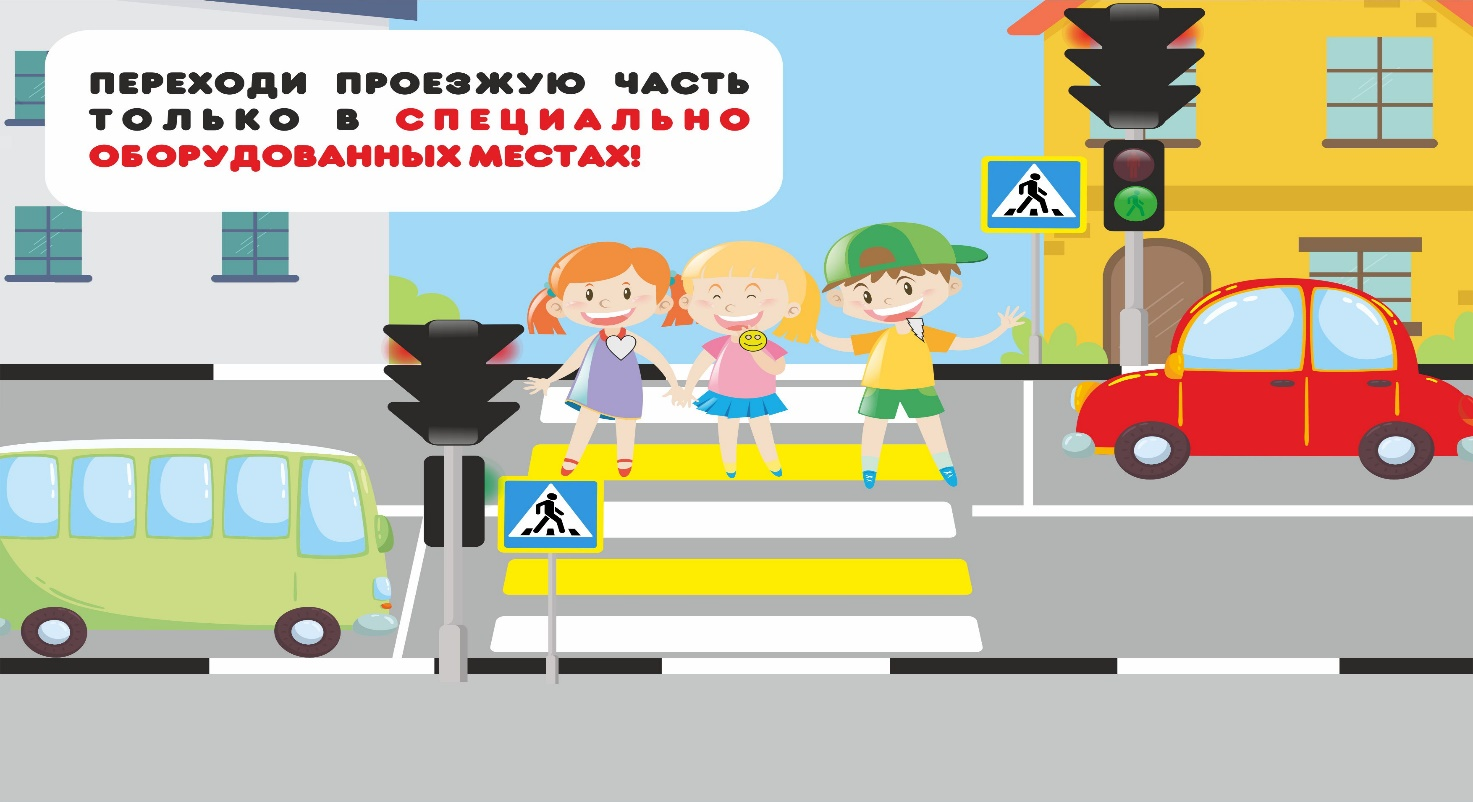 ПЕРЕХОДИ ПРОЕЗЖУЮ ЧАСТЬ
ТОЛЬКО В СПЕЦИАЛЬНО
ОБОРУДОВАННЫХ МЕСТАХ!